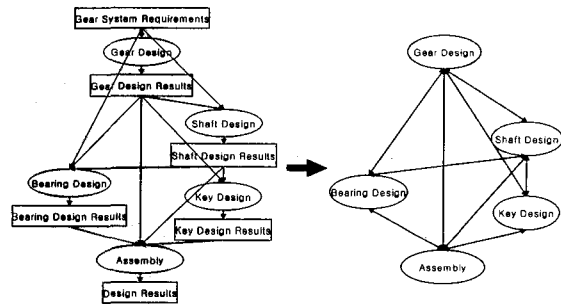 Gear System Requirements
Gear Design
Gear Design Results
Shaft Design
Shaft Design Results
Bearing Design
Key Design
Bearing Design Results
Key Design Results
Assembly
Design Results
Gear Design
Shaft Design
Bearing Design
Key Design
Assembly